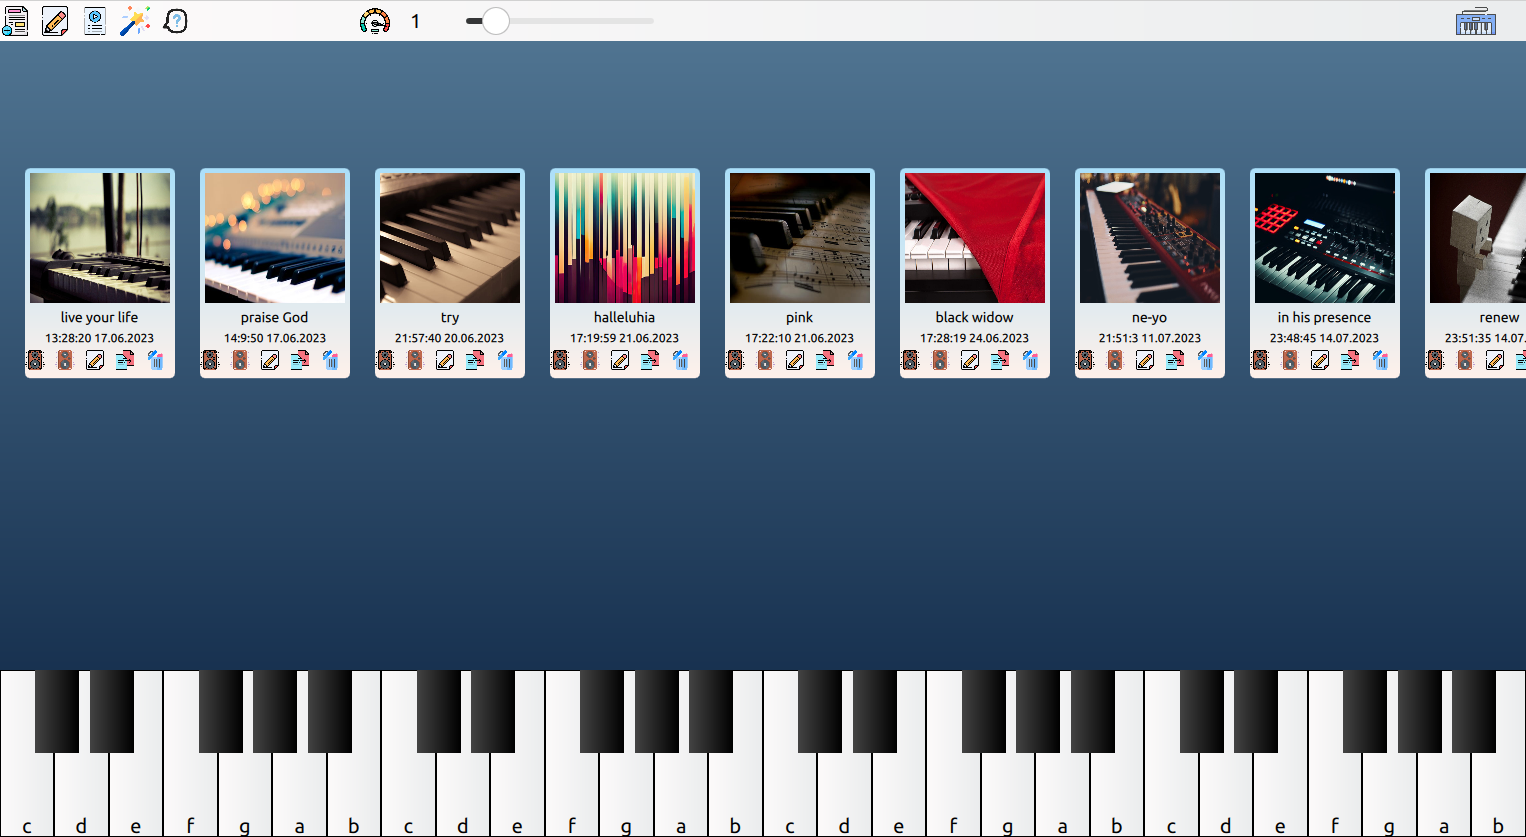 1
live your life
13:28:20 17.06.2023
praise God
14:9:50 17.06.2023
try
21:57:40 20.06.2023
halleluhia
17:19:59 21.06.2023
pink
17:22:10 21.06.2023
black widow
17:28:19 24.06.2023
ne-yo
21:51:3 11.07.2023
in his presence
23:48:45 14.07.2023
renew
23:51:35 14.07.
c d e f g a b c d e f g a b c d e f g a b c d e f g a b